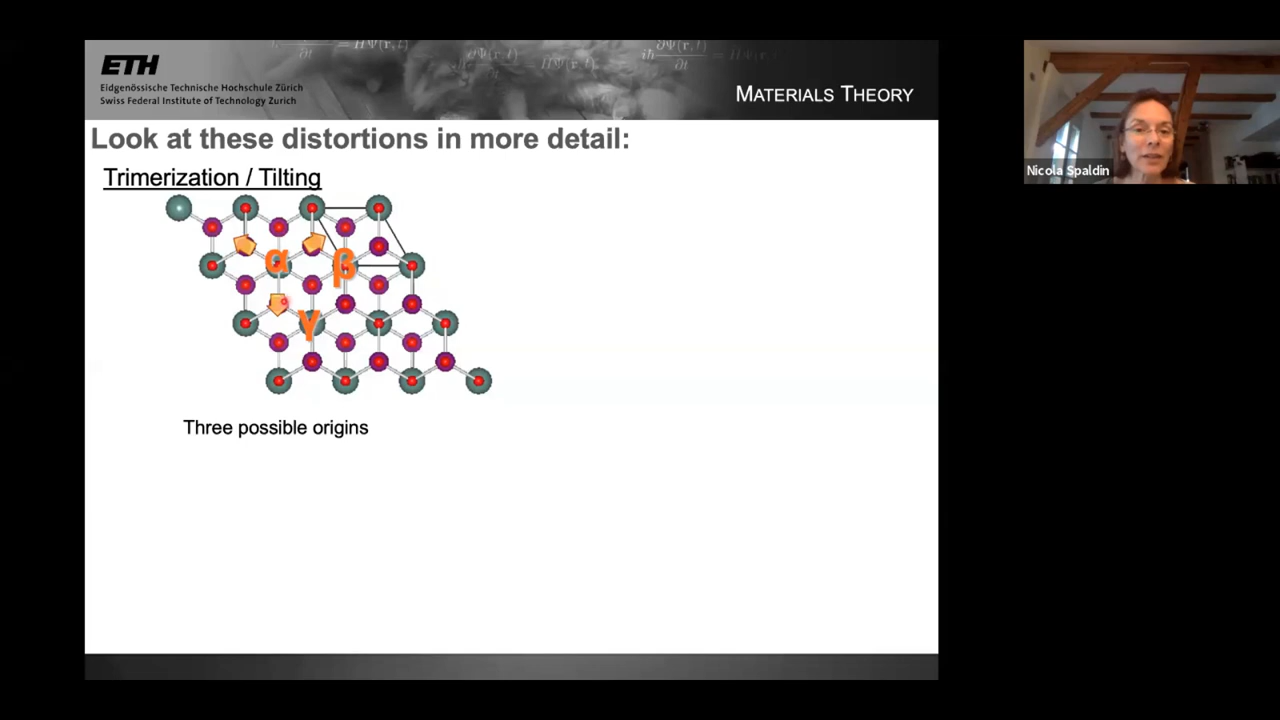 ETH
Eidgenössische Technische Hochschule Zürich
Swiss Federal Institute of Technology Zurich
MATERIALS THEORY
Look at these distortions in more detail:
Trimerization / Tilting
α
β
γ
Three possible origins
Nicola Spaldin